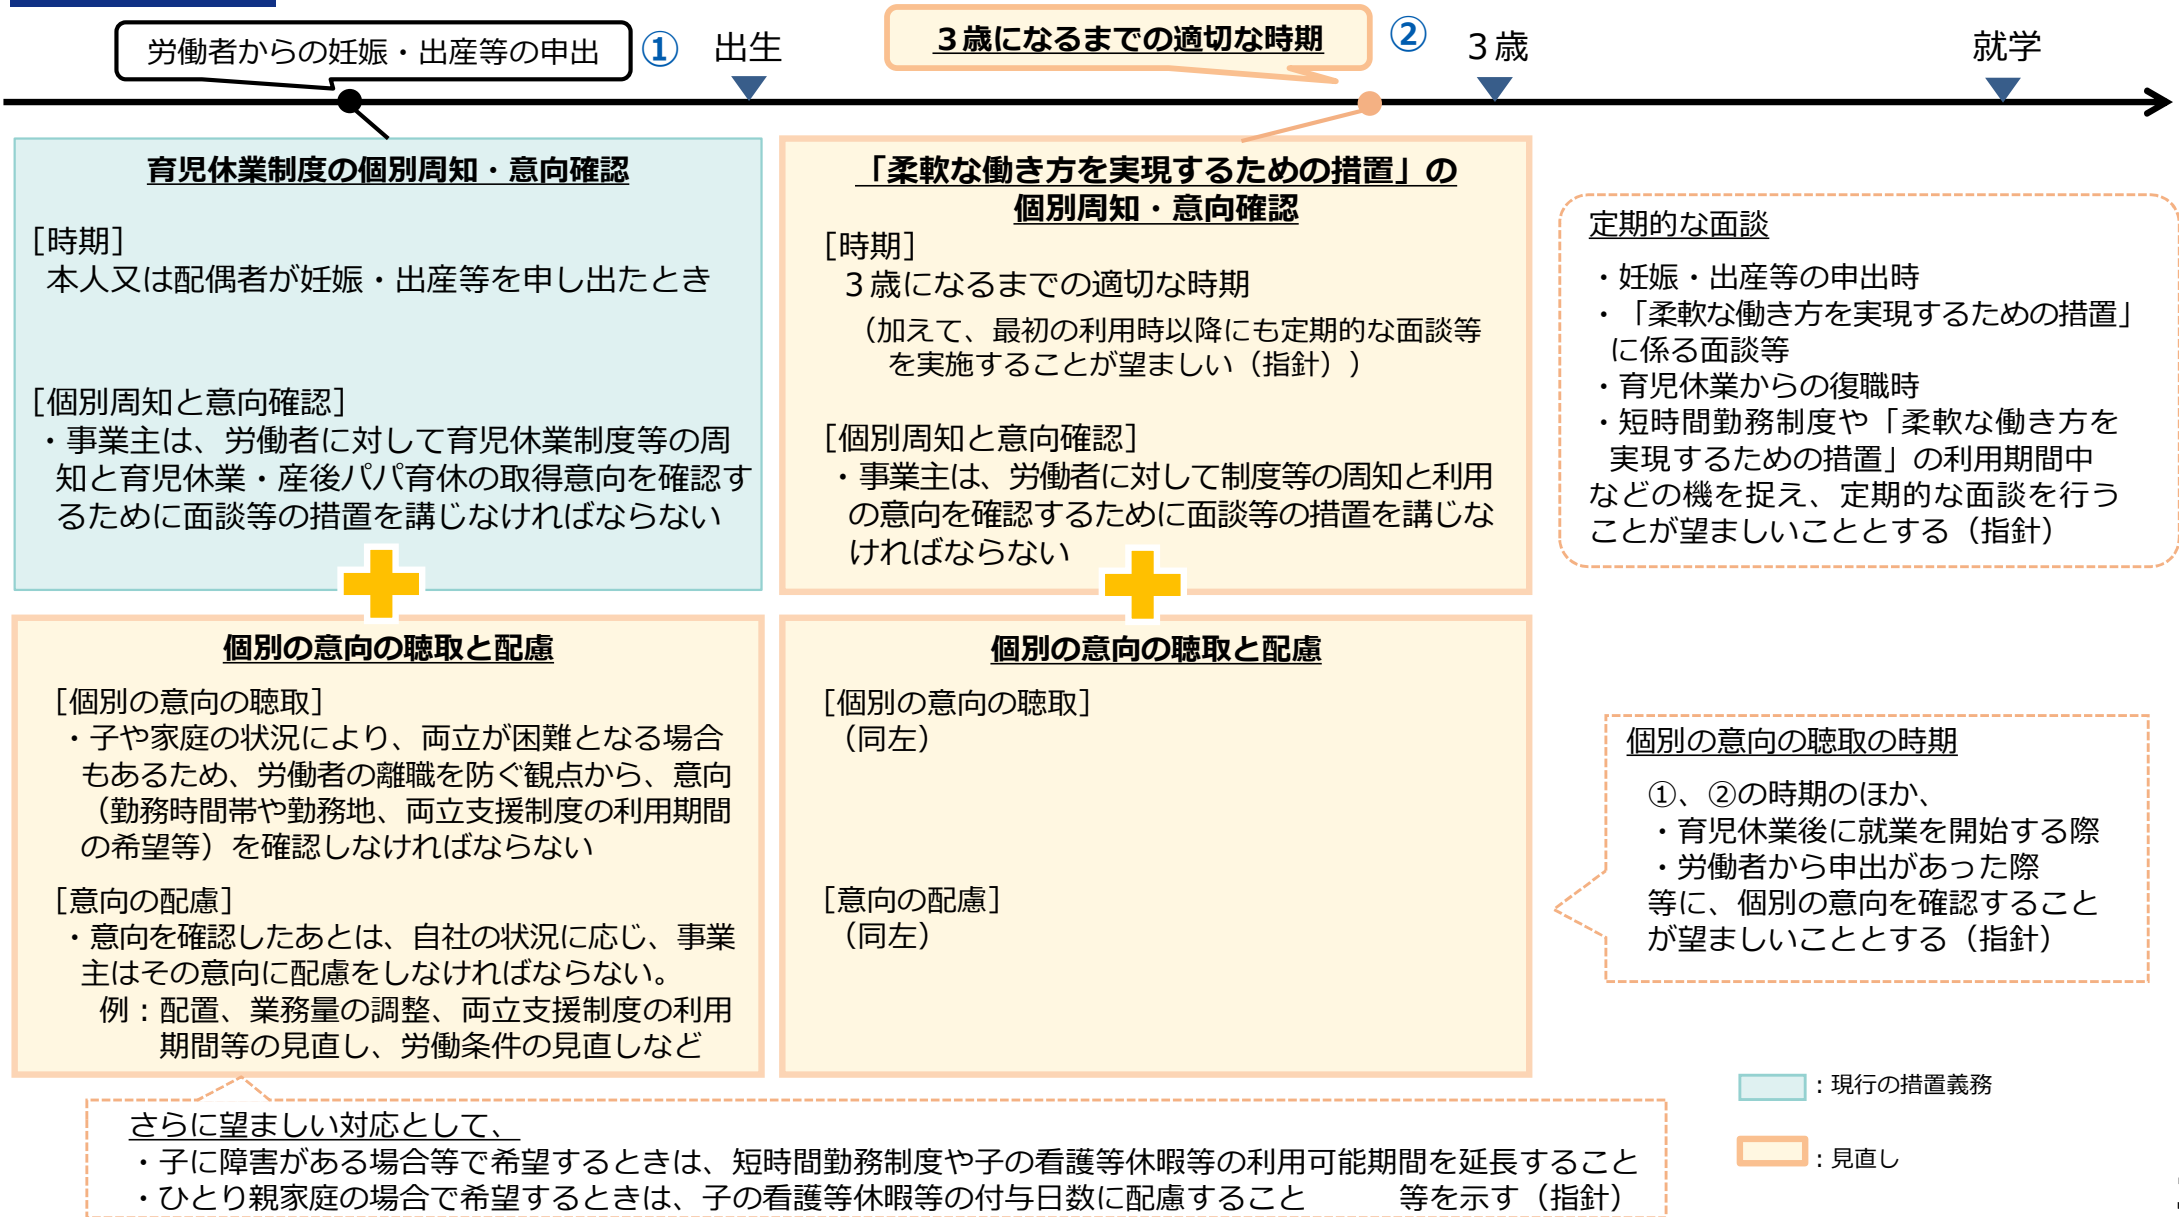 労働者からの妊娠・出産等の申出
①
出生
３歳になるまでの適切な時期
②
３歳
就学
育児休業制度の個別周知・意向確認
［時期］
本人又は配偶者が妊娠・出産等を申し出たとき
［個別周知と意向確認］
・事業主は、労働者に対して育児休業制度等の周
知と育児休業・産後パパ育休の取得意向を確認す
るために面談等の措置を講じなければならない
「柔軟な働き方を実現するための措置」の
個別周知・意向確認
［時期］
３歳になるまでの適切な時期
（加えて、最初の利用時以降にも定期的な面談等
を実施することが望ましい（指針））
［個別周知と意向確認］
・事業主は、労働者に対して制度等の周知と利用
の意向を確認するために面談等の措置を講じな
ければならない
定期的な面談
・妊娠・出産等の申出時
・「柔軟な働き方を実現するための措置」
に係る面談等
・育児休業からの復職時
・短時間勤務制度や「柔軟な働き方を
実現するための措置」の利用期間中
などの機を捉え、定期的な面談を行う
ことが望ましいこととする（指針）
個別の意向の聴取と配慮
［個別の意向の聴取］
・子や家庭の状況により、両立が困難となる場合
もあるため、労働者の離職を防ぐ観点から、意向
（勤務時間帯や勤務地、両立支援制度の利用期間
の希望等）を確認しなければならない
［意向の配慮］
・意向を確認したあとは、自社の状況に応じ、事業
主はその意向に配慮をしなければならない。
例：配置、業務量の調整、両立支援制度の利用
期間等の見直し、労働条件の見直しなど
個別の意向の聴取と配慮
［個別の意向の聴取］
（同左）
［意向の配慮］
（同左）
個別の意向の聴取の時期
①、②の時期のほか、
・育児休業後に就業を開始する際
・労働者から申出があった際
等に、個別の意向を確認すること
が望ましいこととする（指針）
さらに望ましい対応として、
・子に障害がある場合等で希望するときは、短時間勤務制度や子の看護等休暇等の利用可能期間を延長すること
・ひとり親家庭の場合で希望するときは、子の看護等休暇等の付与日数に配慮すること 等を示す（指針）
：現行の措置義務
：見直し